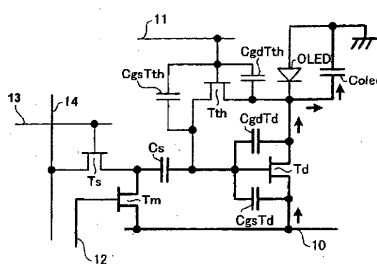 11
CgdTth
OLED
CgsTth
Tth
Coled
14
13
CgdTd
Cs
Ts
Td
Tm
CgsTd
10
12